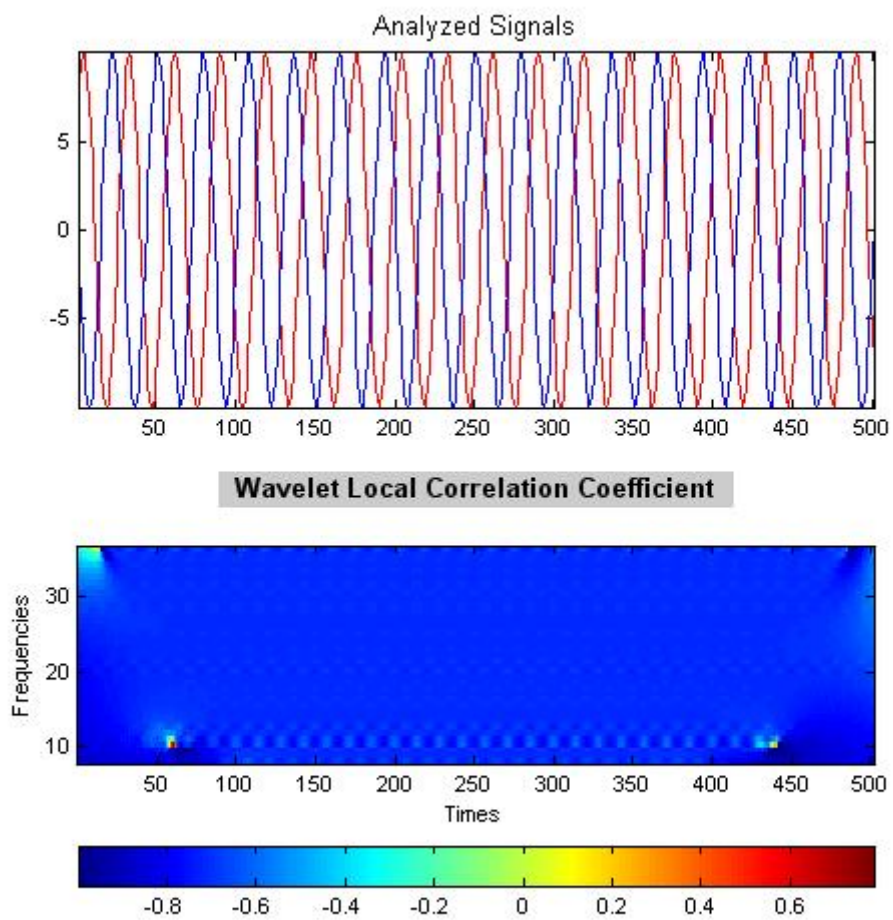 Analyzed Signals
5
0
-5
50 100 150 200 250 300 350 400 450 500
Wavelet Local Correlation Coefficient
Frequencies
30
20
10
50 100 150 200 250 300 350 400 450 500
Times
-0.8 -0.6 -0.4 -0.2 0 0.2 0.4 0.6